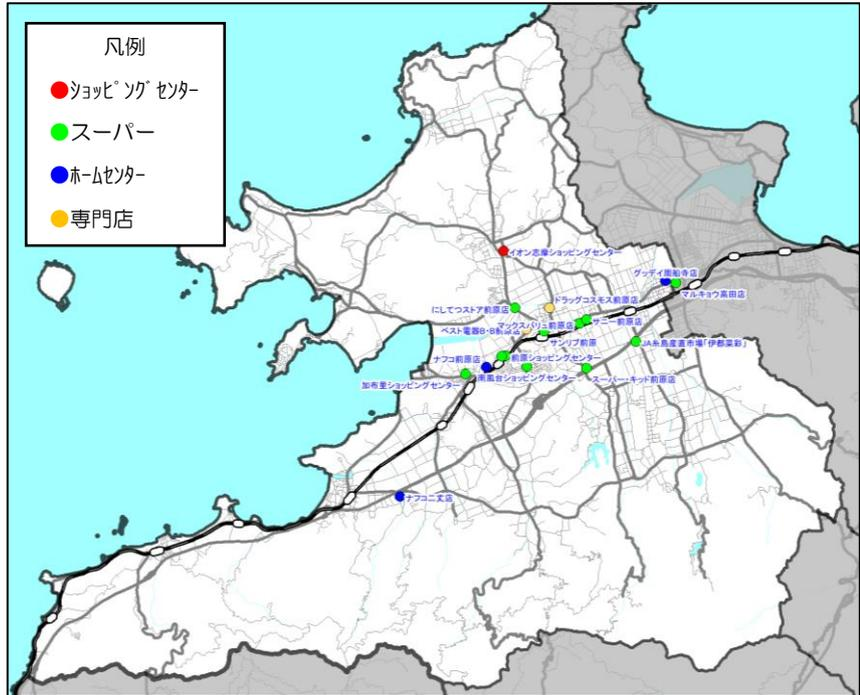 凡例
ｼｮｯﾋﾟﾝｸﾞｾﾝﾀｰ
スーパー
ﾎｰﾑｾﾝﾀｰ
専門店
イオン志摩ショッピングセンター
グッデイ周船寺店
マルキョウ高田店
ドラッグコスモス前原店
にしてつストア前原店
マックスバリュ前原店
サニー前原店
ベスト電器B・B前原店
サンリブ前原
JA糸島産直市場「伊都菜彩」
ナフコ前原店
前原ショッピングセンター
南風台ショッピングセンター
スーパー・キッド前原店
加布里ショッピングセンター
ナフコ二丈店